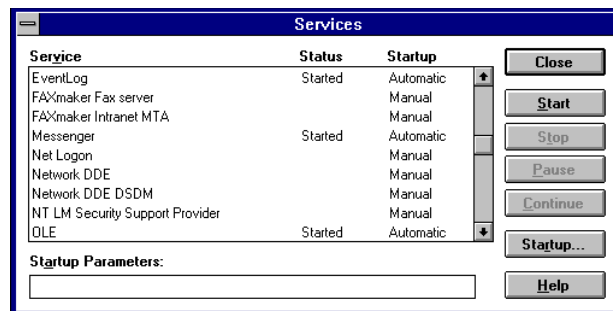 Services
Service Status Startup
EventLog Started Automatic
FAXmaker Fax server Manual
FAXmaker Intranet MTA Manual
Messenger Started Automatic
Net Logon Manual
Network DDE Manual
Network DDE DSDM Manual
NT LM Security Support Provider Manual
OLE Started Automatic
Startup Parameters:
Close
Start
Stop
Pause
Continue
Startup...
Help